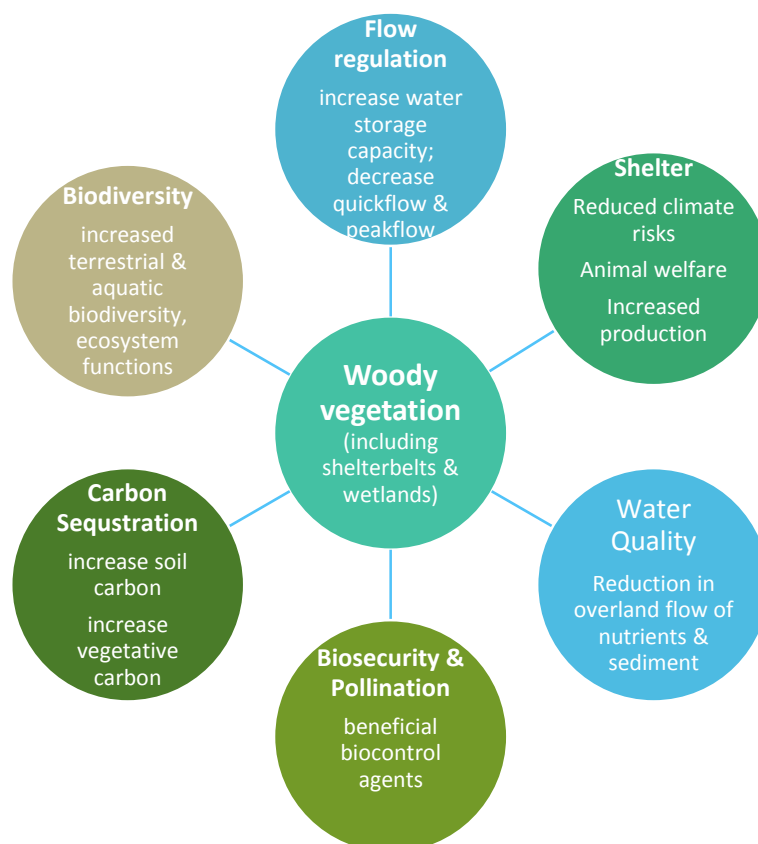 Flow
regulation
increase water
storage
capacity;
decrease
quickflow &
peakflow
Shelter
Reduced climate
risks
Animal welfare
Increased
production
Water
Quality
Reduction in
overland flow of
nutrients &
sediment
Biosecurity &
Pollination
beneficial
biocontrol
agents
Carbon
Sequstration
increase soil
carbon
increase
vegetative
carbon
Biodiversity
increased
terrestrial &
aquatic
biodiversity,
ecosystem
functions
Woody
vegetation
(including
shelterbelts &
wetlands)